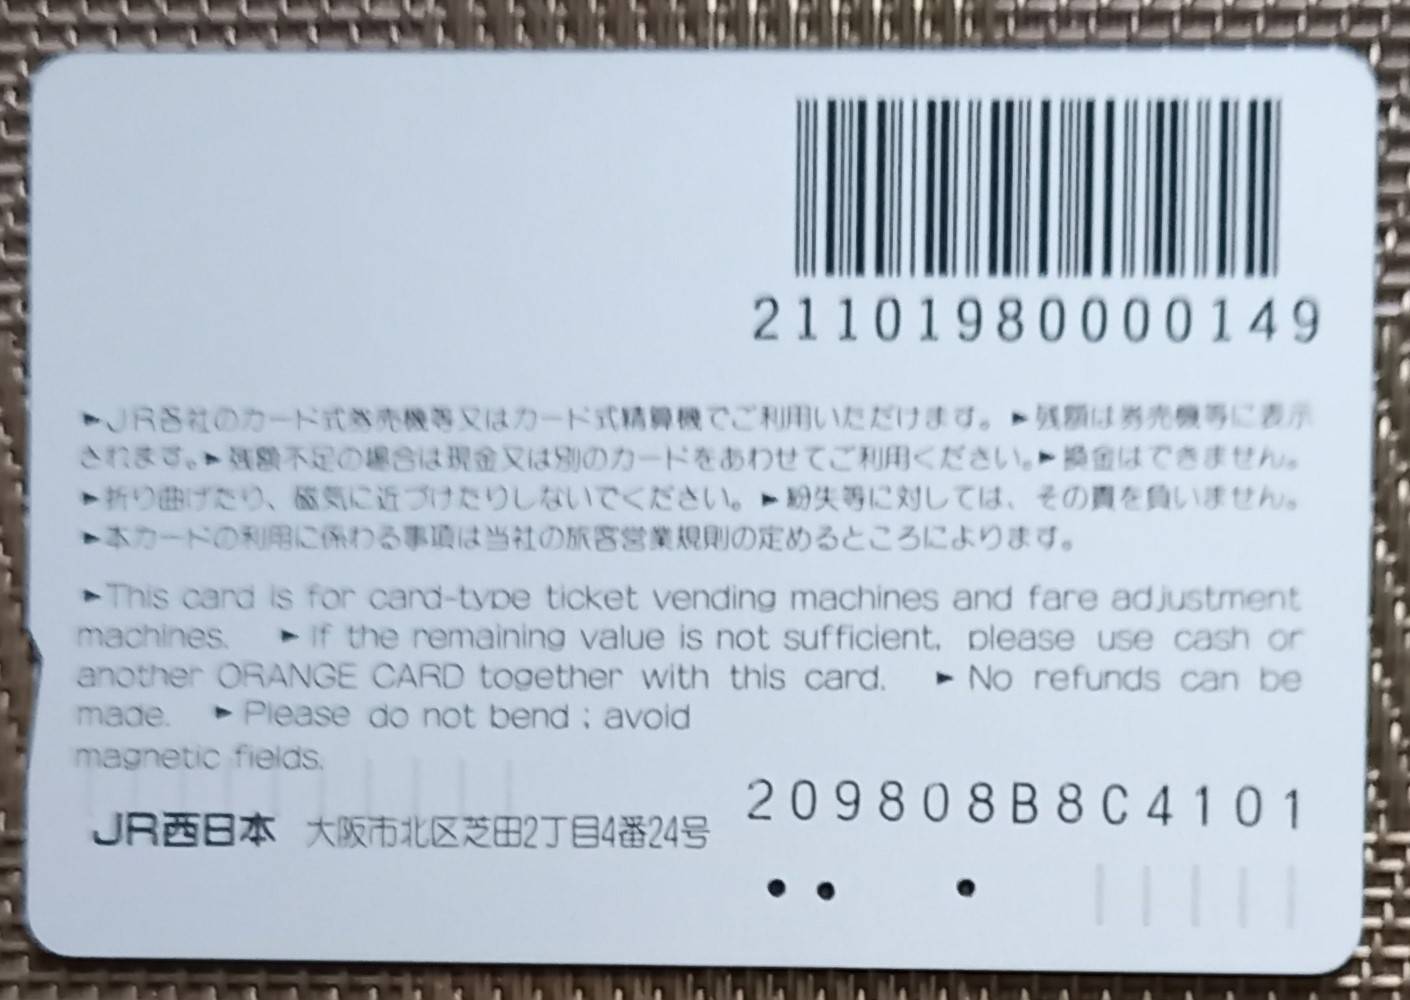 21101980000149
►JR各社のカード式券売機等又はカード式精算機でご利用いただけます。►残額は券売機等に表示
されます。►残額不足の場合は現金又は別のカードをあわせてご利用ください。►換金はできません。
►折り曲げたり、磁気に近づけたりしないでください。►紛失等に対しては、その責を負いません。
►本カードの利用に係わる事項は当社の旅客営業規則の定めるところによります。
►This card is for card-type ticket vending machines and fare adjustment
machines. ►If the remaining value is not sufficient, please use cash or
another ORANGE CARD together with this card. ►No refunds can be
made. ►Please do not bend ; avoid
magnetic fields.
209808B8C4101
JR西日本 大阪市北区芝田2丁目4番24号